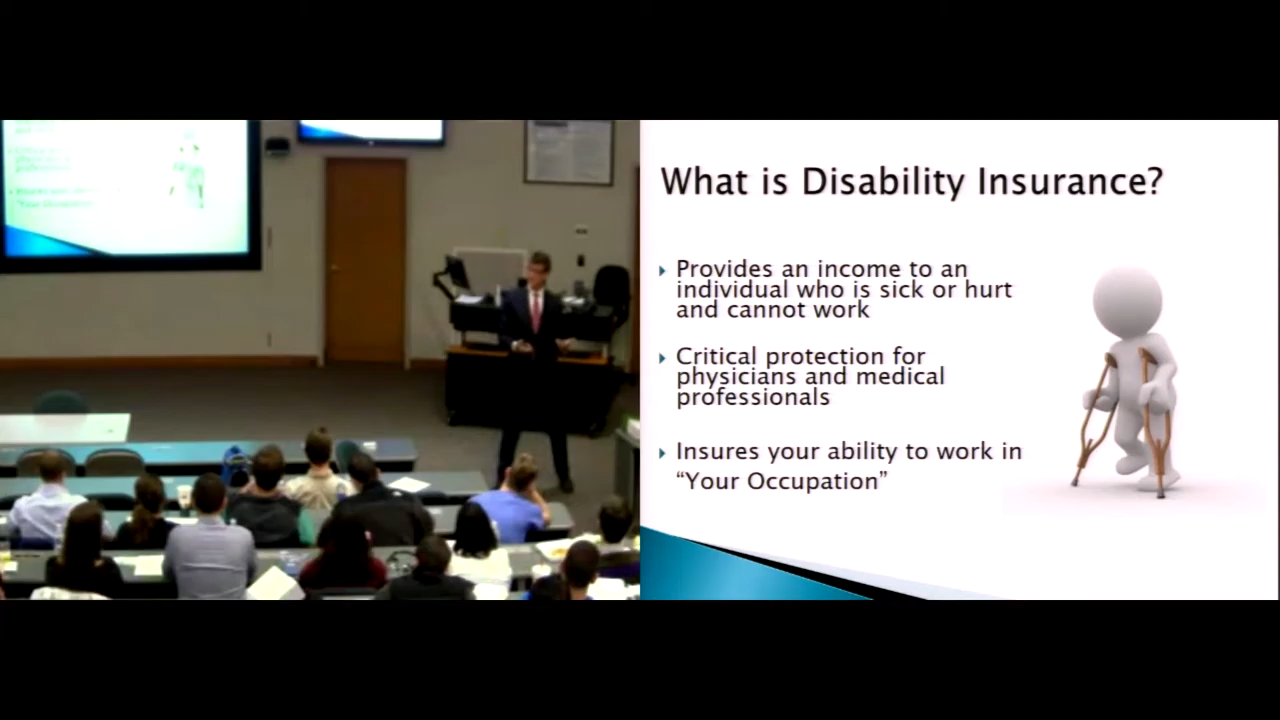 What is Disability Insurance?
Provides an income to an
individual who is sick or hurt
and cannot work
Critical protection for
physicians and medical
professionals
Insures your ability to work in
“Your Occupation”